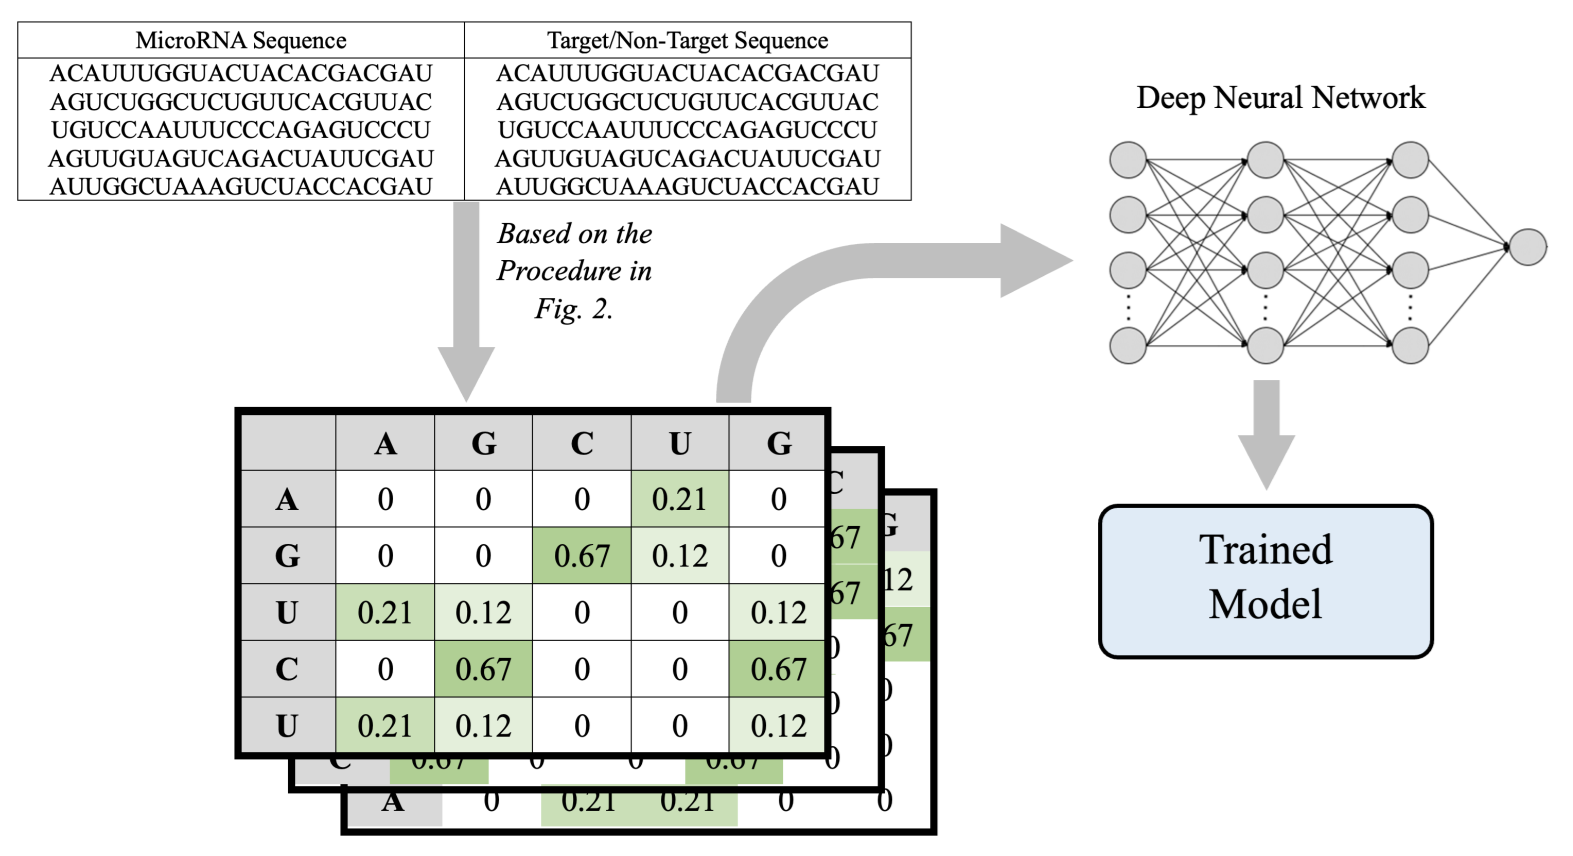 MicroRNA Sequence Target/Non-Target Sequence
ACAUUUGGUACUACACGACGAU ACAUUUGGUACUACACGACGAU
AGUCUGGCUCUGUUCACGUUAC AGUCUGGCUCUGUUCACGUUAC
UGUCCAAUUUCCCAGAGUCCCU UGUCCAAUUUCCCAGAGUCCCU
AGUUGUAGUCAGACUAUUCGAU AGUUGUAGUCAGACUAUUCGAU
AUUGGCUAAAGUCUACCACGAU AUUGGCUAAAGUCUACCACGAU
Based on the
Procedure in
Fig. 2.
Deep Neural Network
A G C U G
A 0 0 0 0.21 0
G 0 0 0.67 0.12 0
U 0.21 0.12 0 0 0.12
C 0 0.67 0 0 0.67
U 0.21 0.12 0 0 0.12
C
67
67
0
0
0
C 0.67 0 0 0.67
G
12
67
0
0
0
A 0 0.21 0.21 0
Trained
Model